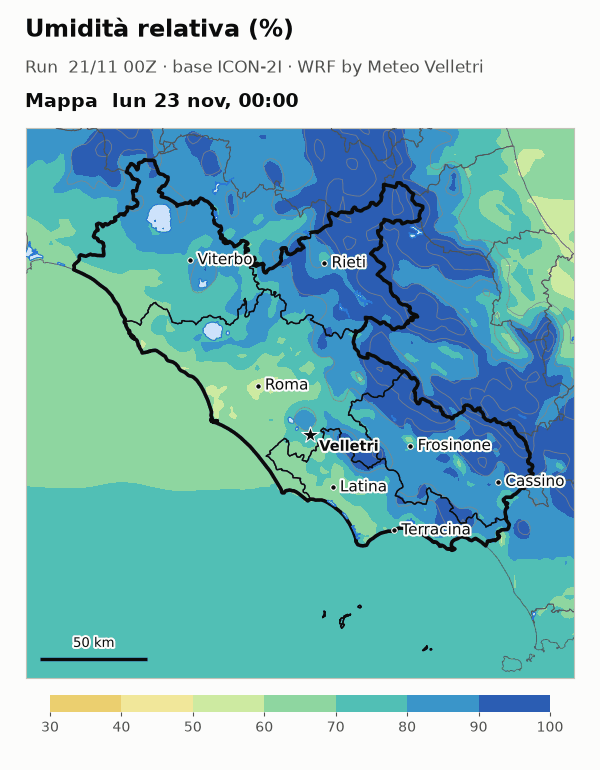 Umidità relativa (%)
Run  21/11 00Z · base ICON-2I · WRF by Meteo Velletri
Mappa  lun 23 nov, 00:00
Viterbo
Rieti
Roma
Velletri
Frosinone
Cassino
Latina
Terracina
50 km
30 40 50 60 70 80 90 100